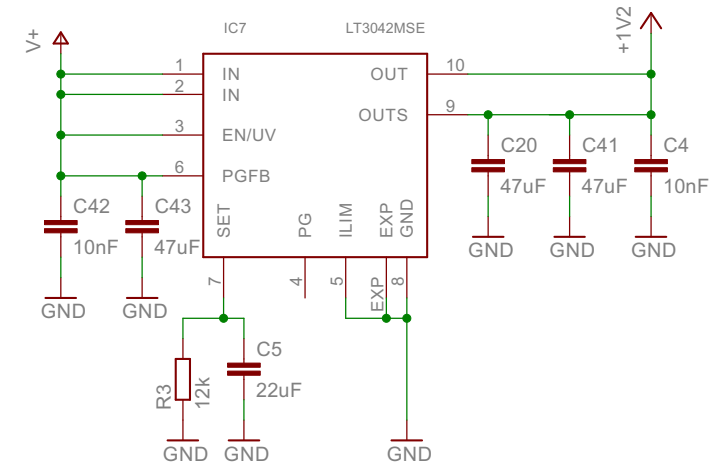 IC7
LT3042MSE
V+
+1V2
1
IN
OUT
10
2
IN
OUTS
9
3
EN/UV
6
PGFB
C20
47uF
C41
47uF
C4
10nF
C42
10nF
C43
47uF
SET
PG
ILIM
EXP
GND
7
4
5
EXP
8
GND
GND
GND
GND
GND
R3
12k
C5
22uF
GND
GND
GND